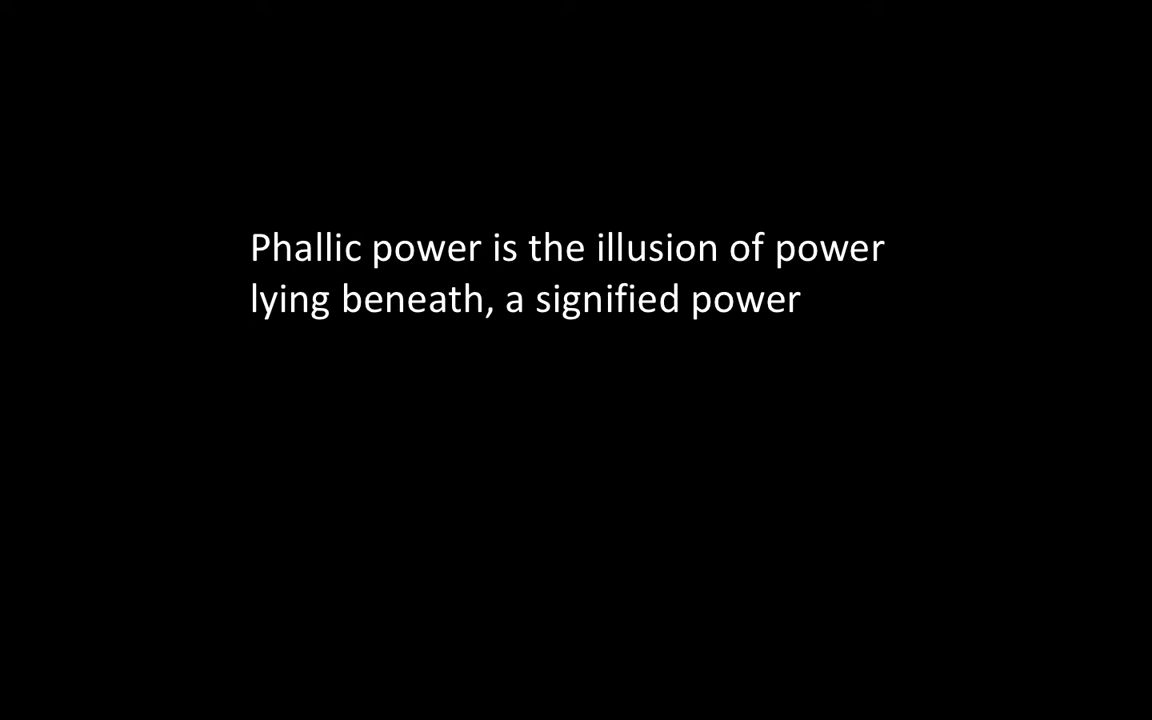 Phallic power is the illusion of power
lying beneath, a signified power